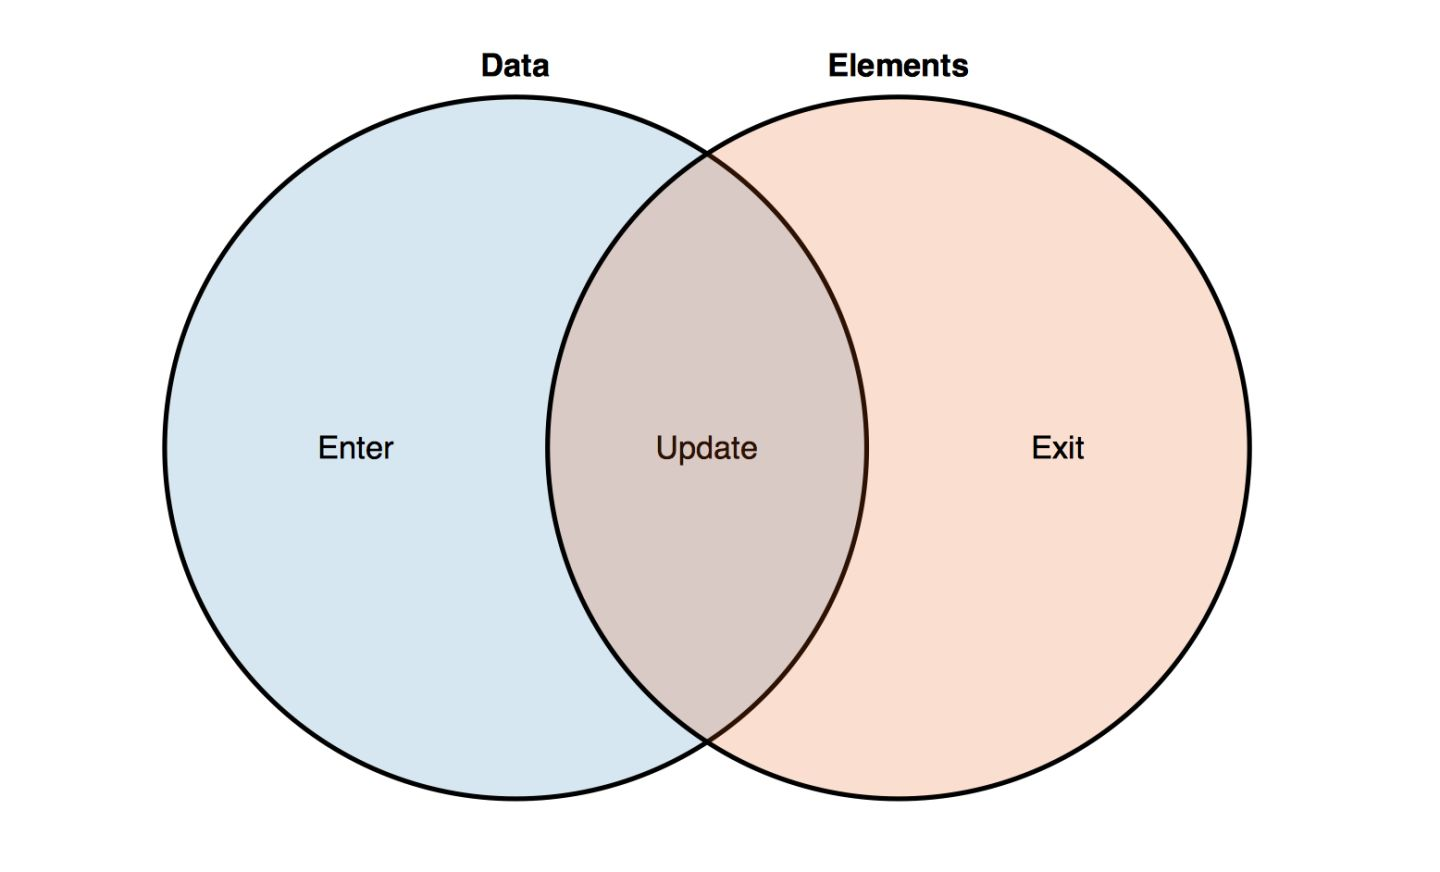 Data
Elements
Enter
Update
Exit